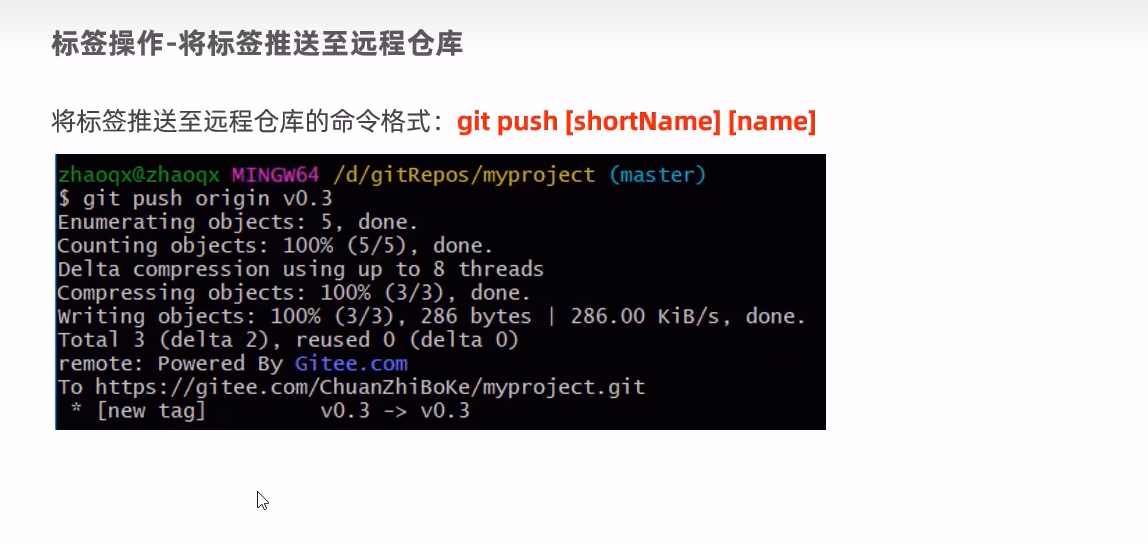 标签操作-将标签推送至远程仓库
将标签推送至远程仓库的命令格式：git push [shortName] [name]
zhaoqx@zhaoqx MINGW64 /d/gitRepos/myproject (master)
$ git push origin v0.3
Enumerating objects: 5, done.
Counting objects: 100% (5/5), done.
Delta compression using up to 8 threads
Compressing objects: 100% (3/3), done.
Writing objects: 100% (3/3), 286 bytes | 286.00 KiB/s, done.
Total 3 (delta 2), reused 0 (delta 0)
remote: Powered By Gitee.com
To https://gitee.com/ChuanZhiBoKe/myproject.git
 * [new tag]         v0.3 -> v0.3